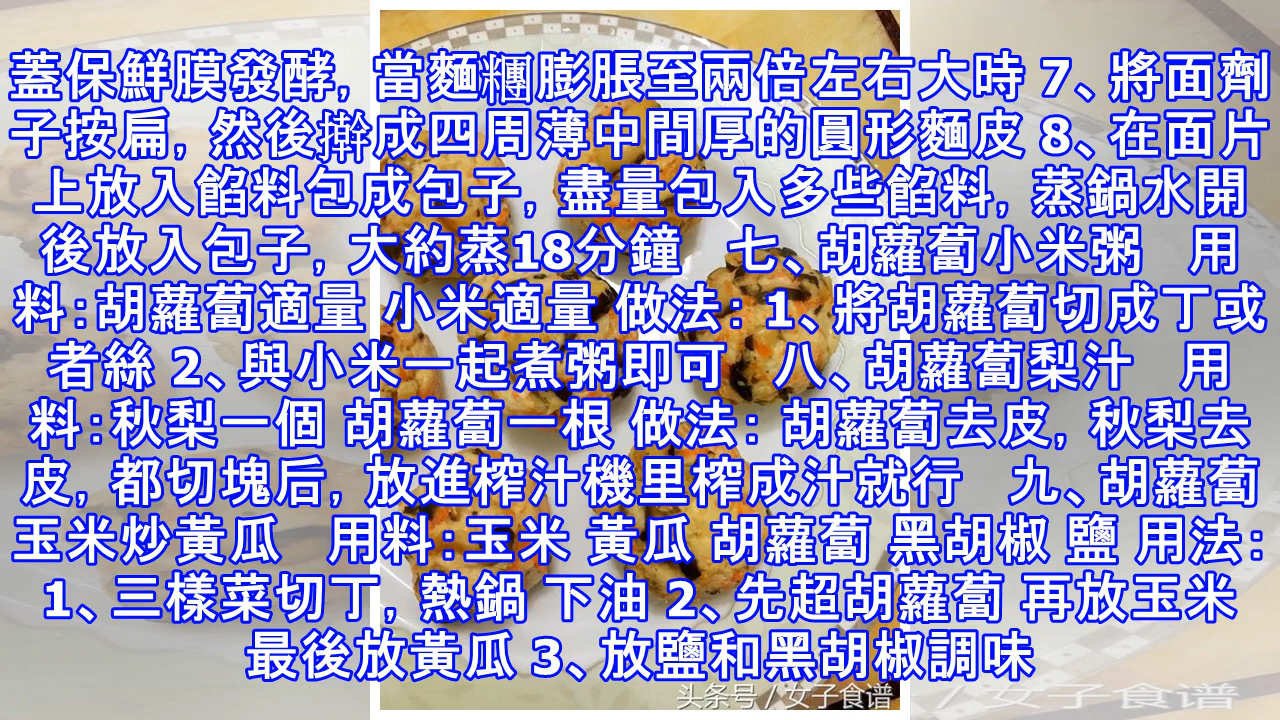 蓋保鮮膜發酵, 當麵糰膨脹至兩倍左右大時 7、將面劑
子按扁, 然後擀成四周薄中間厚的圓形麵皮 8、在面片
上放入餡料包成包子, 盡量包入多些餡料, 蒸鍋水開
後放入包子, 大約蒸18分鐘　七、胡蘿蔔小米粥　用
料:胡蘿蔔適量 小米適量 做法: 1、將胡蘿蔔切成丁或
者絲 2、與小米一起煮粥即可　八、胡蘿蔔梨汁　用
料:秋梨一個 胡蘿蔔一根 做法: 胡蘿蔔去皮, 秋梨去
皮, 都切塊后, 放進榨汁機里榨成汁就行　九、胡蘿蔔
玉米炒黃瓜　用料:玉米 黃瓜 胡蘿蔔 黑胡椒 鹽 用法:
1、三樣菜切丁, 熱鍋 下油 2、先超胡蘿蔔 再放玉米
最後放黃瓜 3、放鹽和黑胡椒調味
头条号 / 女子食谱 / 女子食谱